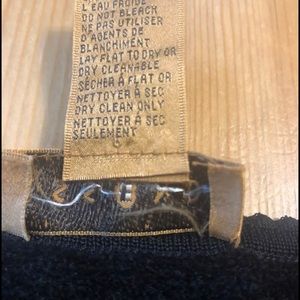 L'EAU FROIDE
DO NOT BLEACH
NE PAS UTILISER
D'AGENTS DE
BLANCHIMENT
LAY FLAT TO DRY OR
DRY CLEANABLE
SÉCHER À FLAT OR
NETTOYER À SEC
DRY CLEAN ONLY
NETTOYER À SEC
SEULEMENT